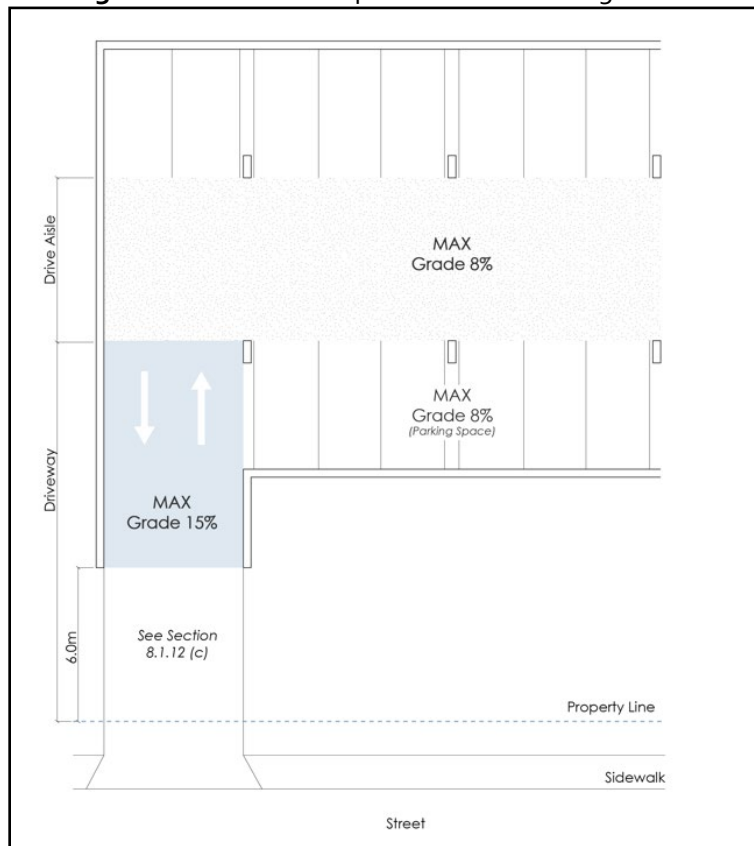 Drive Aisle
MAX
Grade 8%
MAX
Grade 8%
(Parking Space)
Driveway
MAX
Grade 15%
6.0m
See Section
8.1.12 (c)
Property Line
Sidewalk
Street